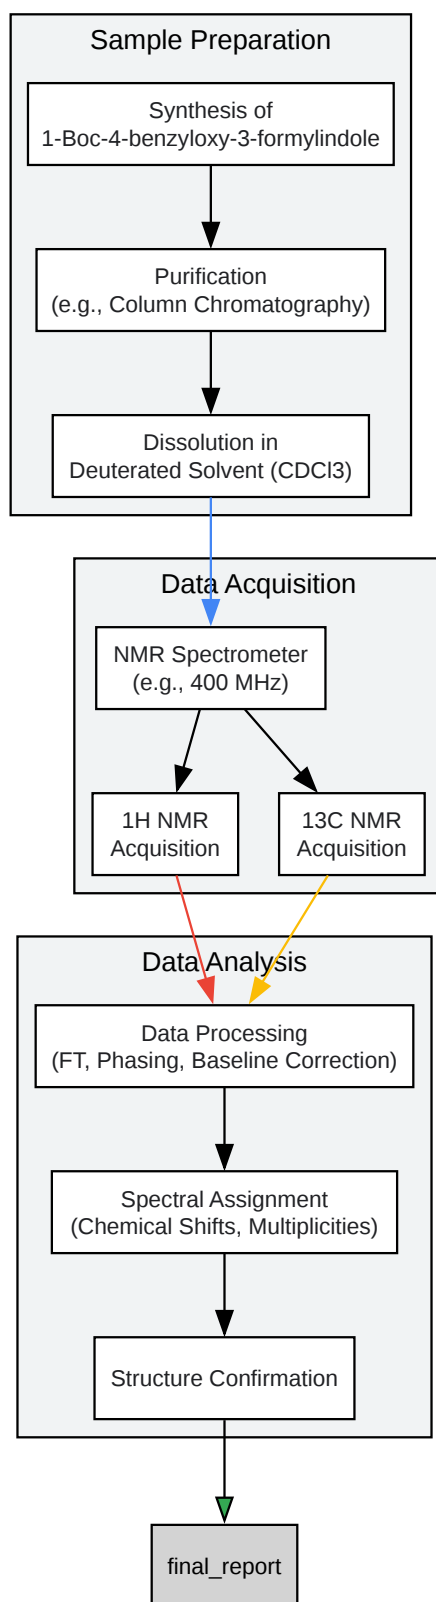 Sample Preparation
Synthesis of
1-Boc-4-benzyloxy-3-formylindole
Purification
(e.g., Column Chromatography)
Dissolution in
Deuterated Solvent (CDCl3)
Data Acquisition
NMR Spectrometer
(e.g., 400 MHz)
1H NMR
Acquisition
13C NMR
Acquisition
Data Analysis
Data Processing
(FT, Phasing, Baseline Correction)
Spectral Assignment
(Chemical Shifts, Multiplicities)
Structure Confirmation
final_report